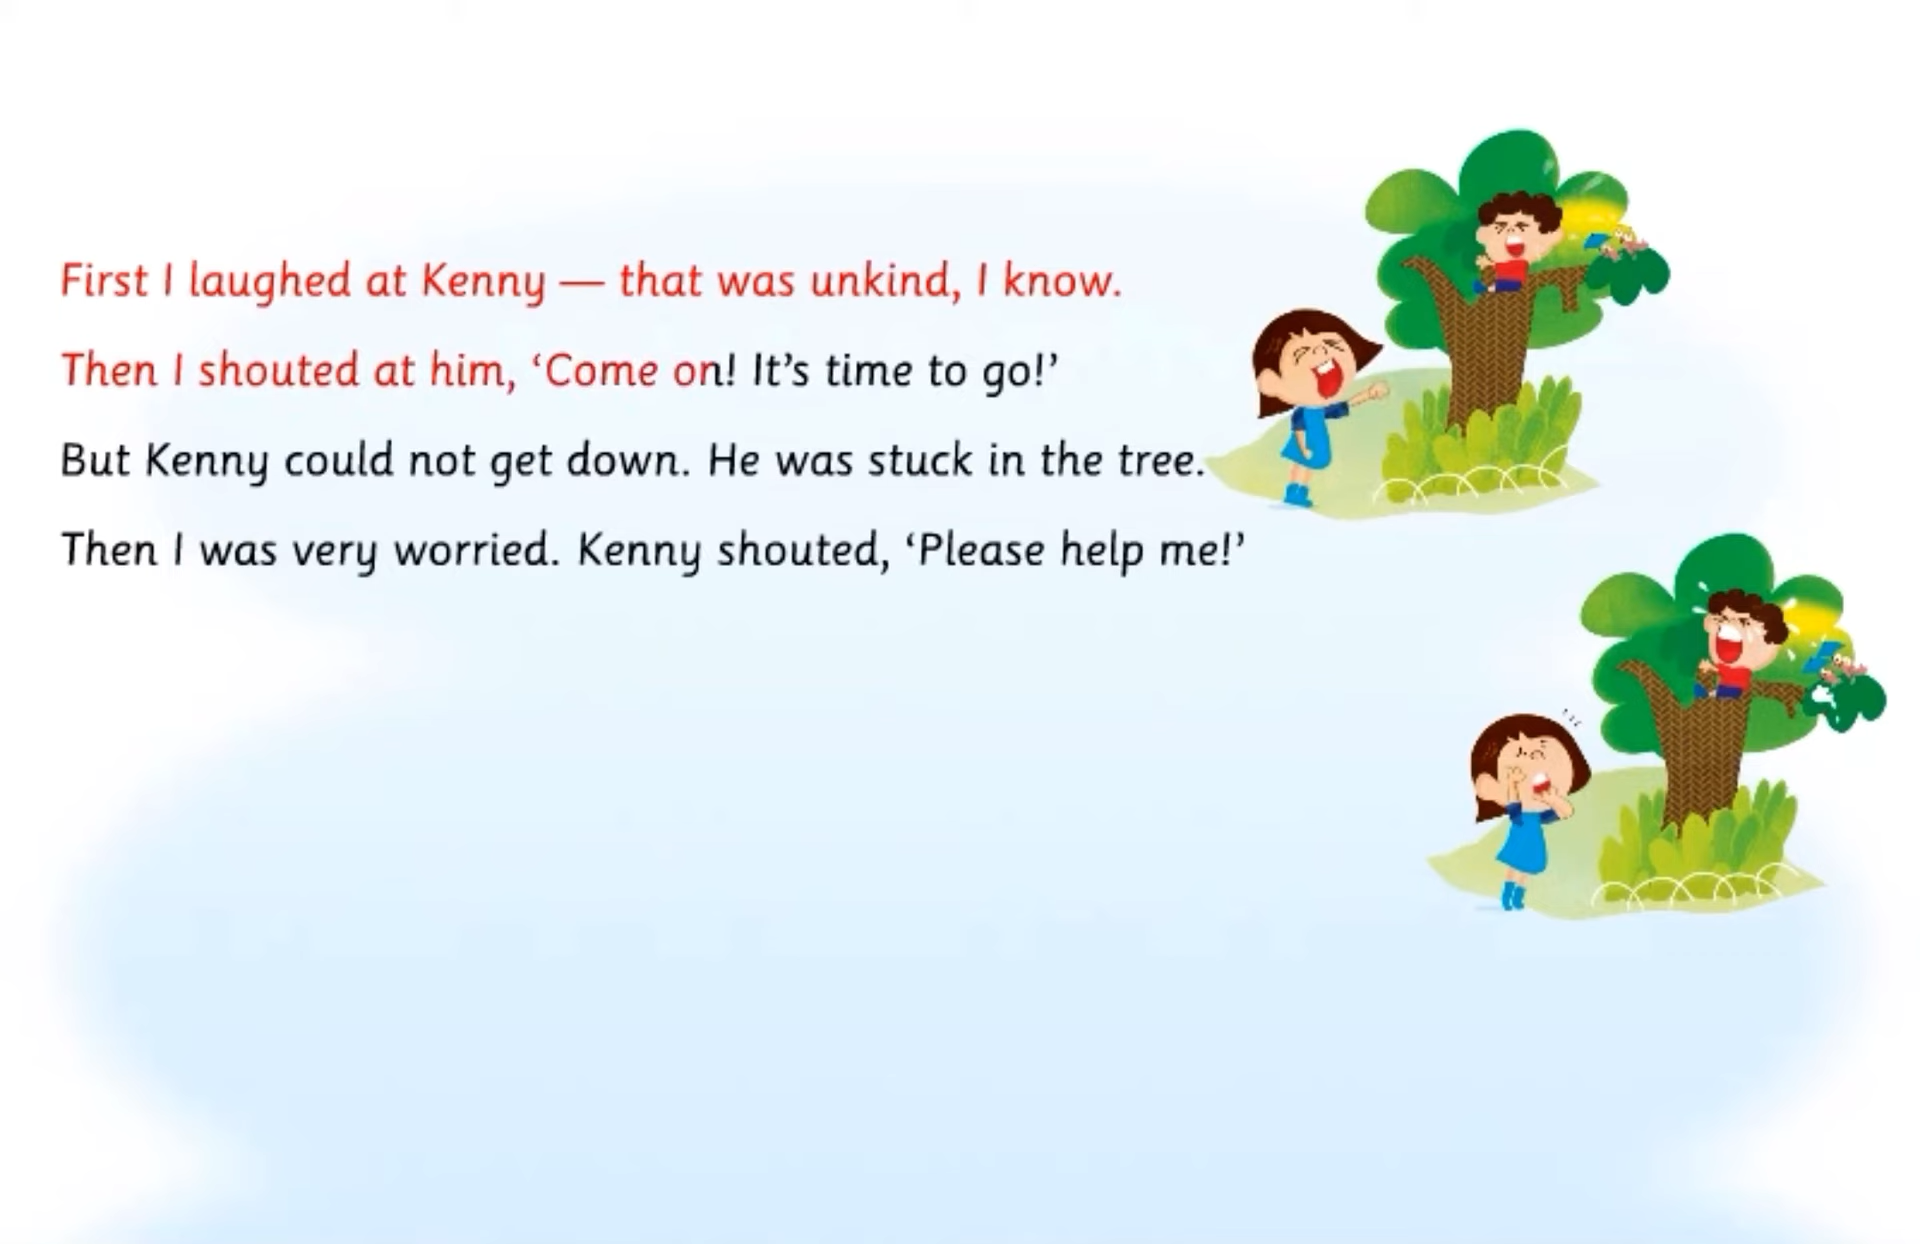 First I laughed at Kenny — that was unkind, I know.
Then I shouted at him, ‘Come on! It’s time to go!’
But Kenny could not get down. He was stuck in the tree.
Then I was very worried. Kenny shouted, ‘Please help me!’